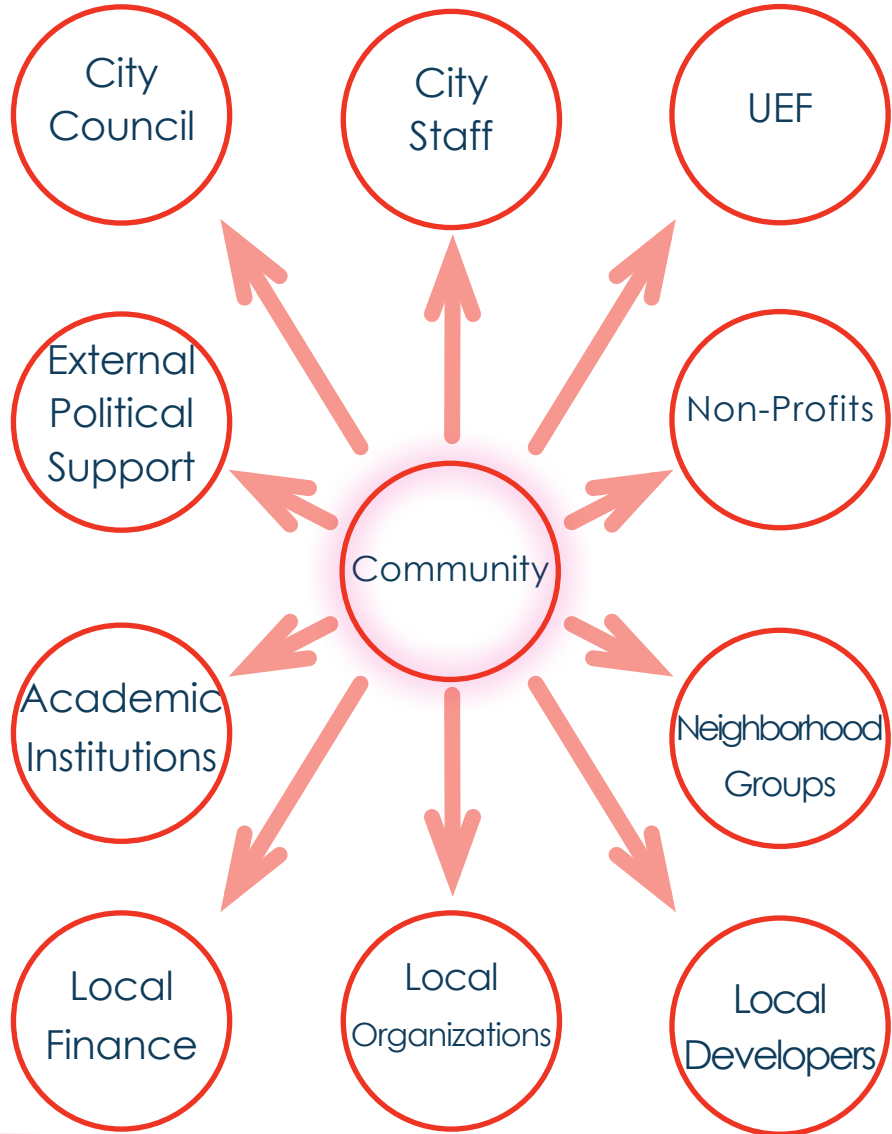 City
Council
City
Staff
UEF
External
Political
Support
Non-Profits
Community
Academic
Institutions
Neighborhood
Groups
Local
Finance
Local
Organizations
Local
Developers